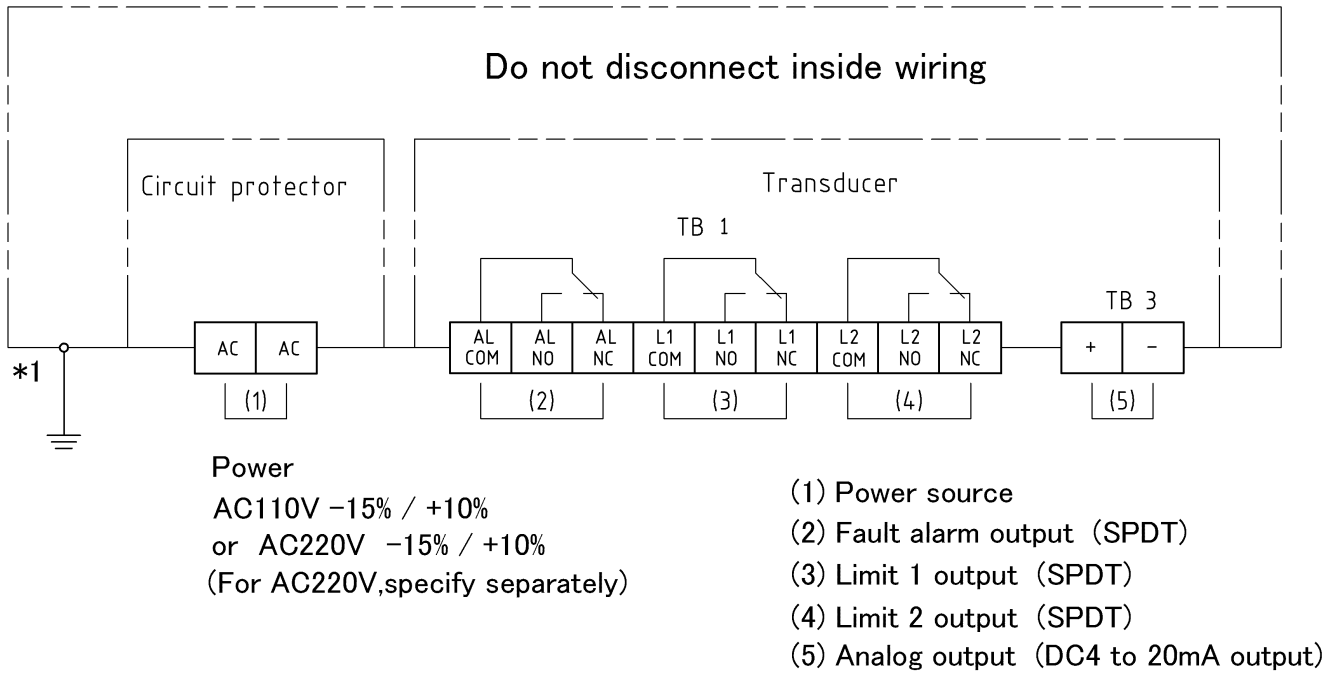 Do not disconnect inside wiring
Circuit protector
Transducer
TB 1
TB 3
AC AC
AL COM AL NO AL NC L1 COM L1 NO L1 NC L2 COM L2 NO L2 NC
+ −
*1
(1) (2) (3) (4) (5)
Power
AC110V −15% / +10%
or AC220V −15% / +10%
(For AC220V,specify separately)
(1) Power source
(2) Fault alarm output (SPDT)
(3) Limit 1 output (SPDT)
(4) Limit 2 output (SPDT)
(5) Analog output (DC4 to 20mA output)